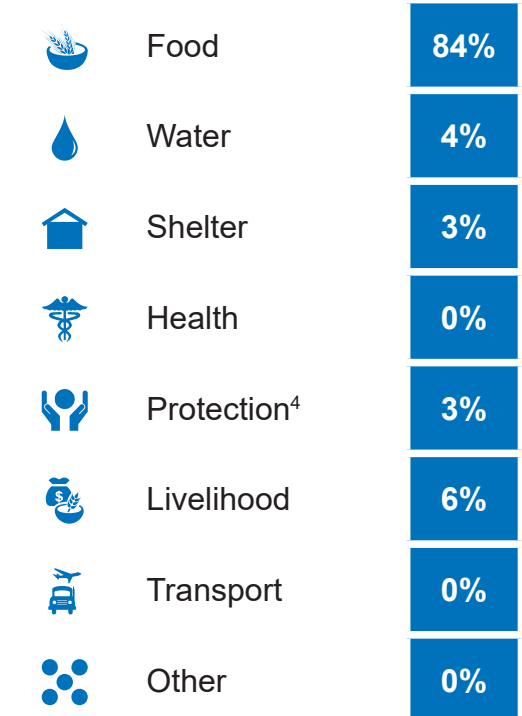 Food 84%
Water 4%
Shelter 3%
Health 0%
Protection⁴ 3%
$ Livelihood 6%
Transport 0%
Other 0%